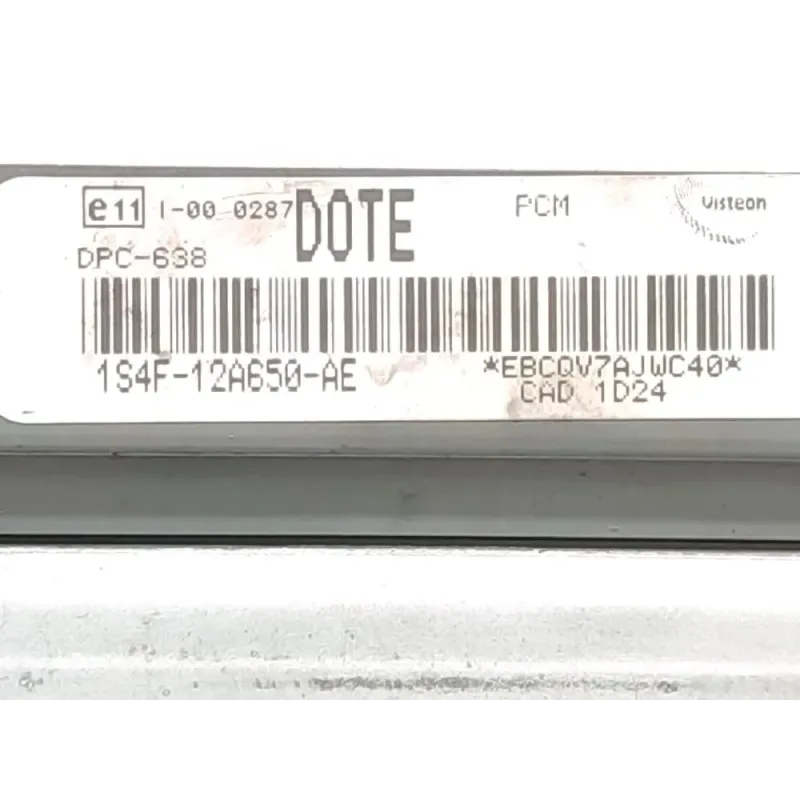 e11 I-00 0287 DOTE PCM Visteon
DPC-638
1S4F-12A650-AE *EBCQV7AJWC40*
CAD 1D24